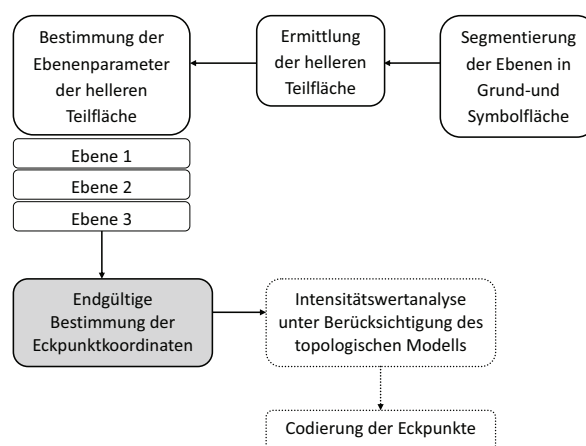 Segmentierung
der Ebenen in
Grund-und
Symbolfläche
Ermittlung
der helleren
Teilfläche
Bestimmung der
Ebenenparameter
der helleren
Teilfläche
Ebene 1
Ebene 2
Ebene 3
Endgültige
Bestimmung der
Eckpunktkoordinaten
Intensitätswertanalyse
unter Berücksichtigung des
topologischen Modells
Codierung der Eckpunkte